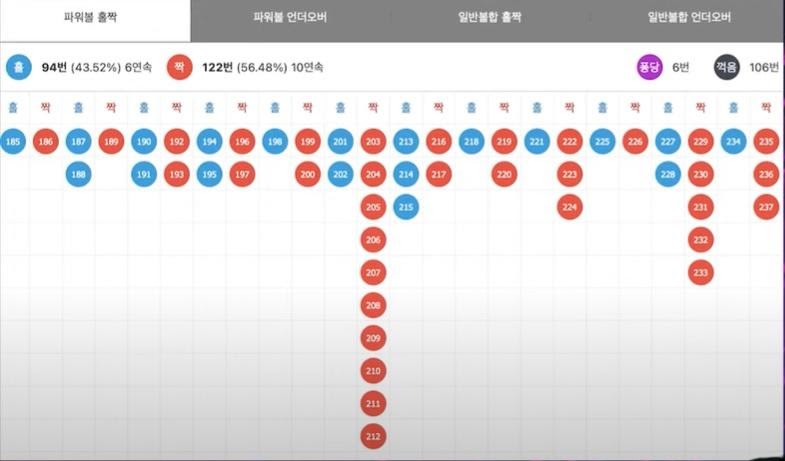 파워볼 홀짝 파워볼 언더오버 일반볼합 홀짝 일반볼합 언더오버
홀 94번 (43.52%) 6연속 짝 122번 (56.48%) 10연속 퐁당 6번 꺽음 106번
홀 짝 홀 짝 홀 짝 홀 짝 홀 짝 홀 짝 홀 짝 홀 짝 홀 짝 홀 짝 홀 짝 홀 짝
185 186 187 189 190 192 194 196 198 199 201 203 213 216 218 219 221 222 225 226 227 229 234 235
188 191 193 195 197 200 202 204 214 217 220 223 228 230 236
205 215 224 231 237
206 232
207 233
208
209
210
211
212